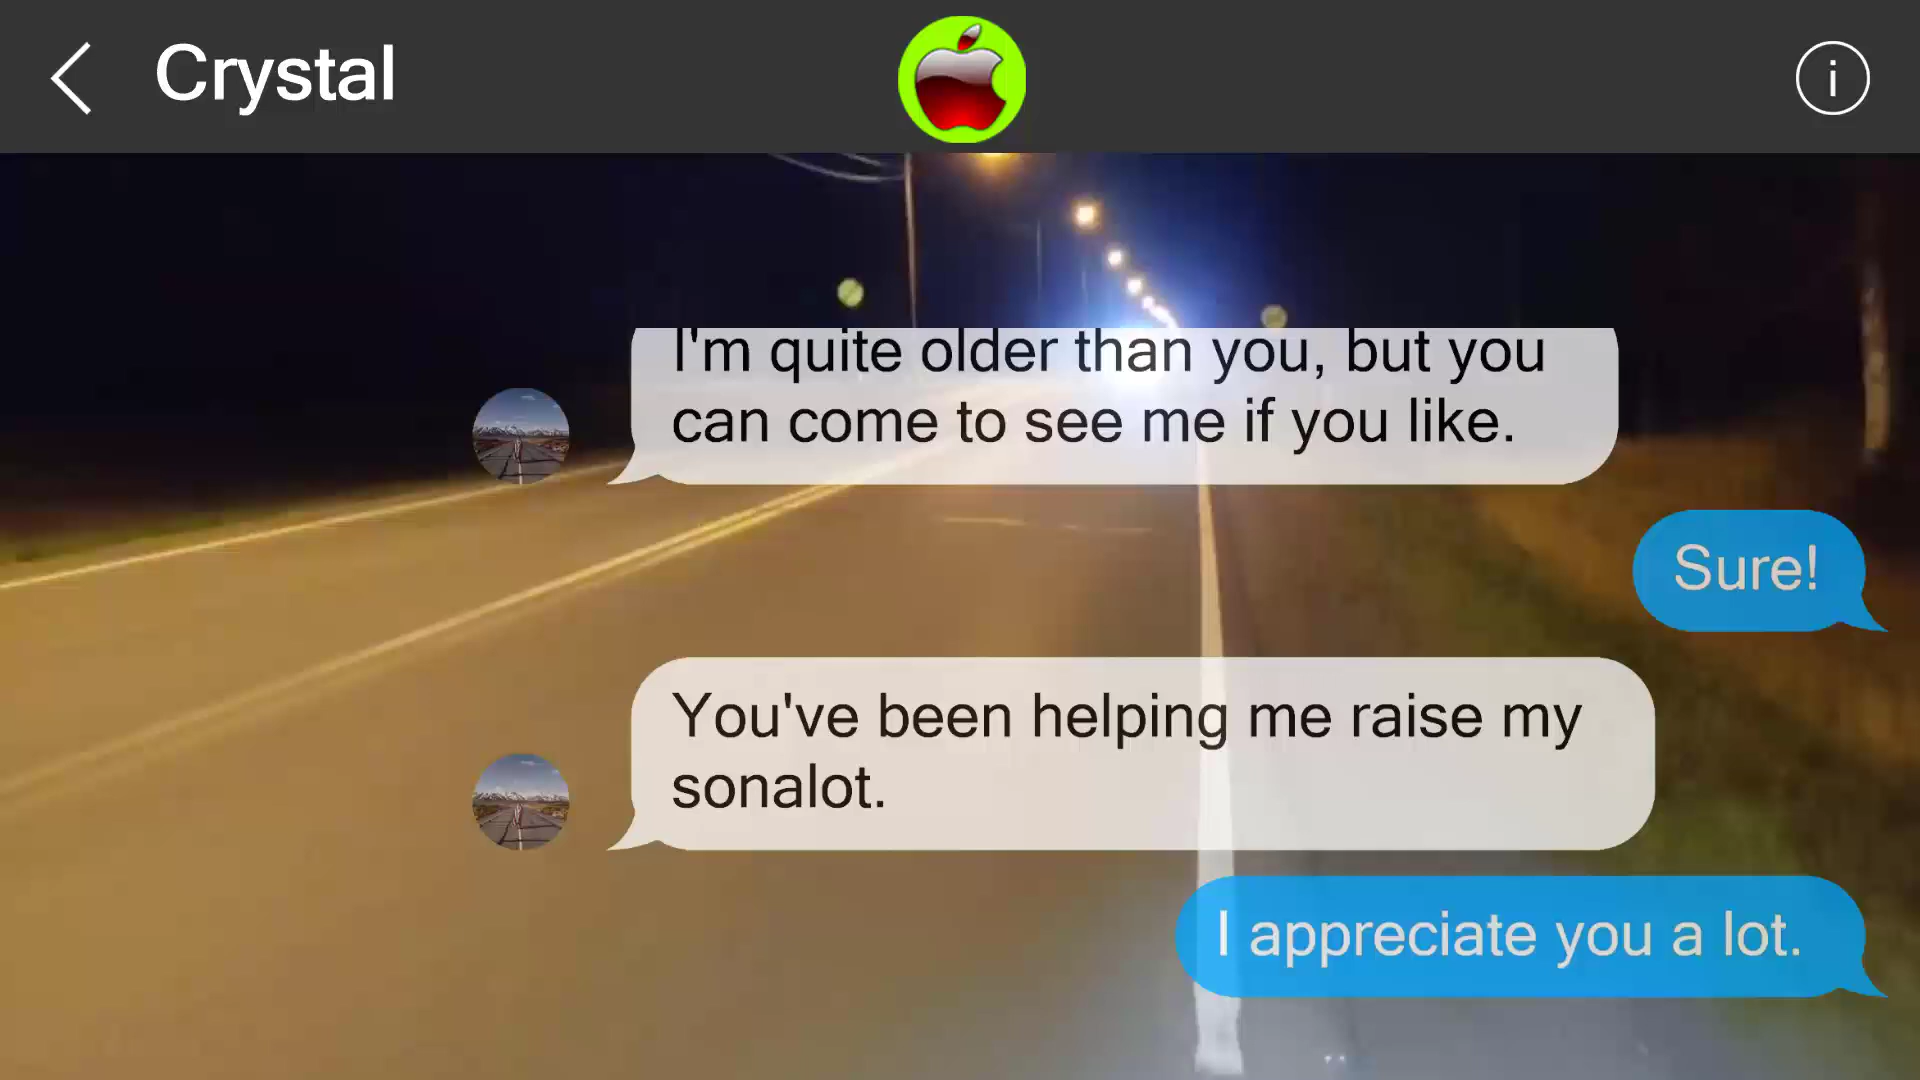 Crystal
i
I'm quite older than you, but you
can come to see me if you like.
Sure!
You've been helping me raise my
sonalot.
I appreciate you a lot.